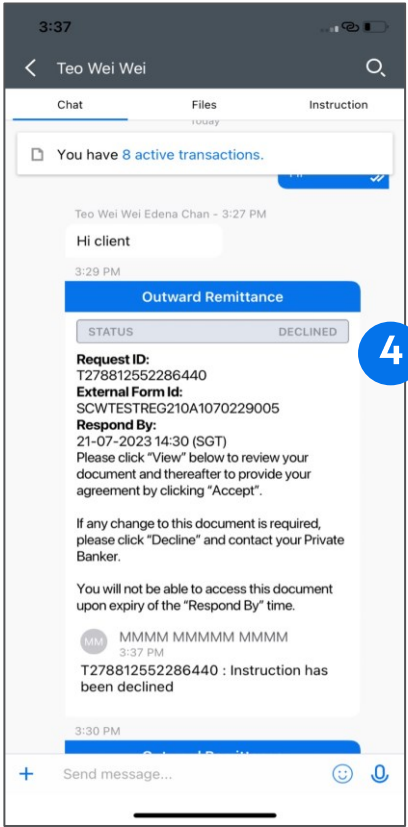 3:37
Teo Wei Wei
Chat Files Instruction
Today
You have 8 active transactions.
Teo Wei Wei Edena Chan - 3:27 PM
Hi client
3:29 PM
Outward Remittance
STATUS DECLINED
4
Request ID:
T278812552286440
External Form Id:
SCWTESTREG210A1070229005
Respond By:
21-07-2023 14:30 (SGT)
Please click "View" below to review your
document and thereafter to provide your
agreement by clicking "Accept".
If any change to this document is required,
please click "Decline" and contact your Private
Banker.
You will not be able to access this document
upon expiry of the "Respond By" time.
MM MMMM MMMMM MMMM
3:37 PM
T278812552286440 : Instruction has
been declined
3:30 PM
Send message...